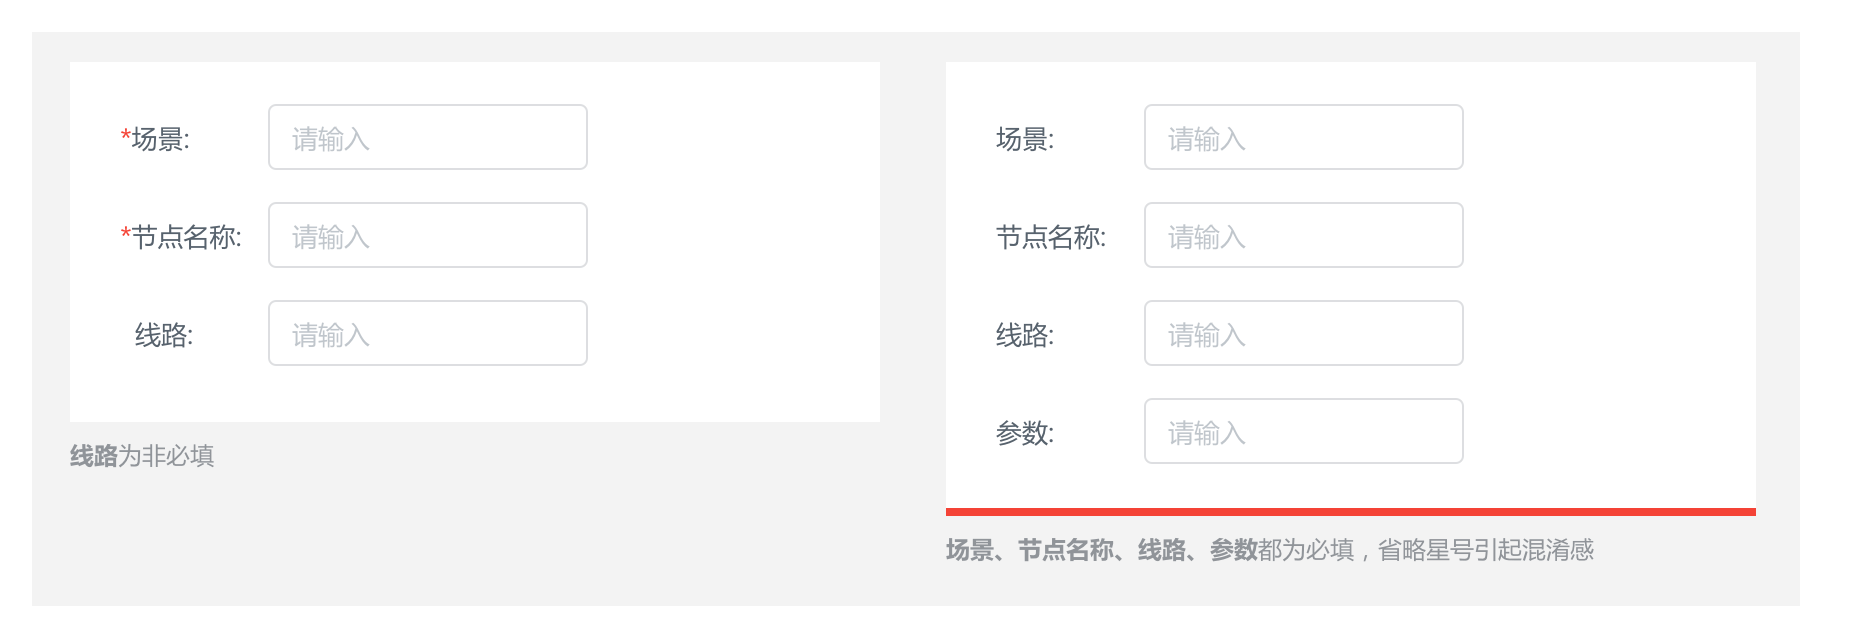 *场景:
请输入
*节点名称:
请输入
线路:
请输入
线路为非必填
场景:
请输入
节点名称:
请输入
线路:
请输入
参数:
请输入
场景、节点名称、线路、参数都为必填，省略星号引起混淆感